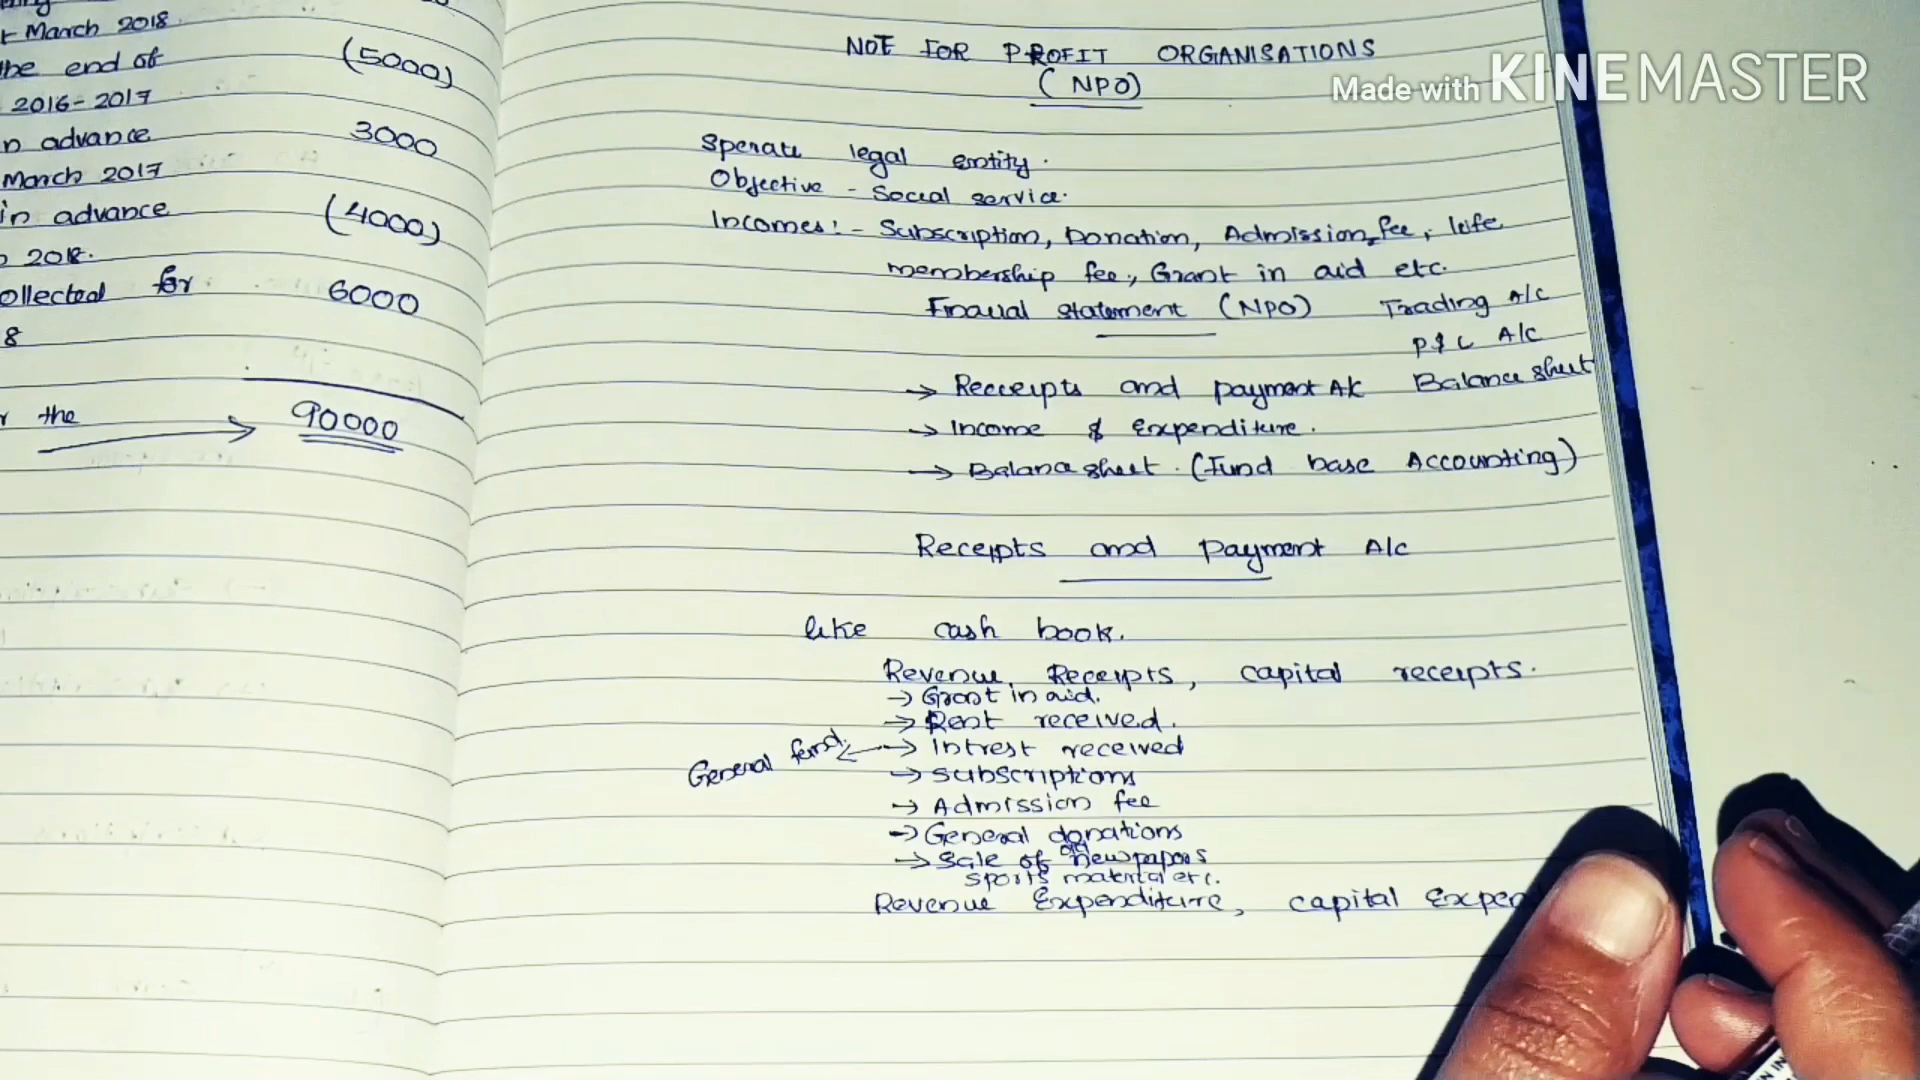 t March 2018
the end of (5000)
2016-2017
n advance 3000
March 2017
in advance (4000)
2018.
ollected for 6000
8
r the 90000
NOT FOR PROFIT ORGANISATIONS
(NPO)
Made with KINEMASTER
Sperate legal entity.
Objective - Social service.
Incomes:- Subscription, Donation, Admission fee, life
membership fee, Grant in aid etc.
Finaual statement (NPO) Trading A/c
P & L A/c
→ Recceipts and payment A/c Balance sheet
→ Income & Expenditure.
→ Balance sheet. (Fund base Accounting)
Receipts and payment A/c
like cash book.
Revenue Receipts, capital receipts.
→ Grant in aid.
→ Rent received.
General fund ← → Intrest received
→ subscriptions
→ Admission fee
→ General donations
→ Sale of old newspapers
sports material etc.
Revenue Expenditure, capital Expen